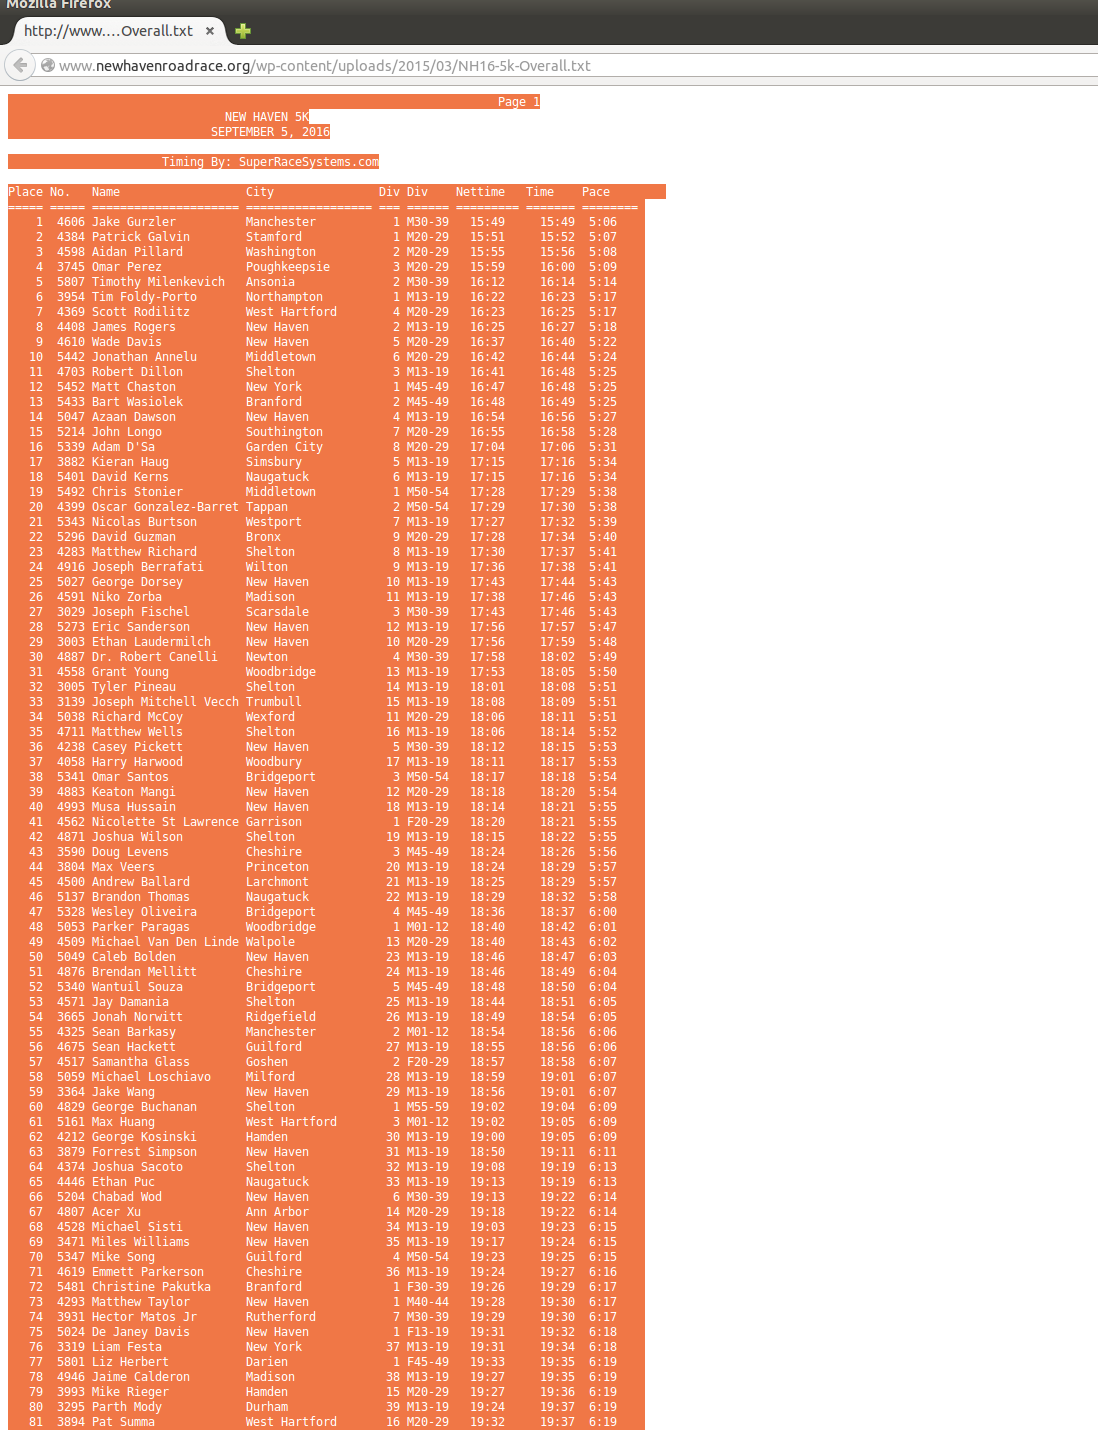 Mozilla Firefox
http://www....Overall.txt
www.newhavenroadrace.org/wp-content/uploads/2015/03/NH16-5k-Overall.txt
Page 1
NEW HAVEN 5K
SEPTEMBER 5, 2016
Timing By: SuperRaceSystems.com
Place No. Name City Div Div Nettime Time Pace
===== ===== ===================== ================== === ====== ========= ======= ========
1 4606 Jake Gurzler Manchester 1 M30-39 15:49 15:49 5:06
2 4384 Patrick Galvin Stamford 1 M20-29 15:51 15:52 5:07
3 4598 Aidan Pillard Washington 2 M20-29 15:55 15:56 5:08
4 3745 Omar Perez Poughkeepsie 3 M20-29 15:59 16:00 5:09
5 5807 Timothy Milenkevich Ansonia 2 M30-39 16:12 16:14 5:14
6 3954 Tim Foldy-Porto Northampton 1 M13-19 16:22 16:23 5:17
7 4369 Scott Rodilitz West Hartford 4 M20-29 16:23 16:25 5:17
8 4408 James Rogers New Haven 2 M13-19 16:25 16:27 5:18
9 4610 Wade Davis New Haven 5 M20-29 16:37 16:40 5:22
10 5442 Jonathan Annelu Middletown 6 M20-29 16:42 16:44 5:24
11 4703 Robert Dillon Shelton 3 M13-19 16:41 16:48 5:25
12 5452 Matt Chaston New York 1 M45-49 16:47 16:48 5:25
13 5433 Bart Wasiolek Branford 2 M45-49 16:48 16:49 5:25
14 5047 Azaan Dawson New Haven 4 M13-19 16:54 16:56 5:27
15 5214 John Longo Southington 7 M20-29 16:55 16:58 5:28
16 5339 Adam D'Sa Garden City 8 M20-29 17:04 17:06 5:31
17 3882 Kieran Haug Simsbury 5 M13-19 17:15 17:16 5:34
18 5401 David Kerns Naugatuck 6 M13-19 17:15 17:16 5:34
19 5492 Chris Stonier Middletown 1 M50-54 17:28 17:29 5:38
20 4399 Oscar Gonzalez-Barret Tappan 2 M50-54 17:29 17:30 5:38
21 5343 Nicolas Burtson Westport 7 M13-19 17:27 17:32 5:39
22 5296 David Guzman Bronx 9 M20-29 17:28 17:34 5:40
23 4283 Matthew Richard Shelton 8 M13-19 17:30 17:37 5:41
24 4916 Joseph Berrafati Wilton 9 M13-19 17:36 17:38 5:41
25 5027 George Dorsey New Haven 10 M13-19 17:43 17:44 5:43
26 4591 Niko Zorba Madison 11 M13-19 17:38 17:46 5:43
27 3029 Joseph Fischel Scarsdale 3 M30-39 17:43 17:46 5:43
28 5273 Eric Sanderson New Haven 12 M13-19 17:56 17:57 5:47
29 3003 Ethan Laudermilch New Haven 10 M20-29 17:56 17:59 5:48
30 4887 Dr. Robert Canelli Newton 4 M30-39 17:58 18:02 5:49
31 4558 Grant Young Woodbridge 13 M13-19 17:53 18:05 5:50
32 3005 Tyler Pineau Shelton 14 M13-19 18:01 18:08 5:51
33 3139 Joseph Mitchell Vecch Trumbull 15 M13-19 18:08 18:09 5:51
34 5038 Richard McCoy Wexford 11 M20-29 18:06 18:11 5:51
35 4711 Matthew Wells Shelton 16 M13-19 18:06 18:14 5:52
36 4238 Casey Pickett New Haven 5 M30-39 18:12 18:15 5:53
37 4058 Harry Harwood Woodbury 17 M13-19 18:11 18:17 5:53
38 5341 Omar Santos Bridgeport 3 M50-54 18:17 18:18 5:54
39 4883 Keaton Mangi New Haven 12 M20-29 18:18 18:20 5:54
40 4993 Musa Hussain New Haven 18 M13-19 18:14 18:21 5:55
41 4562 Nicolette St Lawrence Garrison 1 F20-29 18:20 18:21 5:55
42 4871 Joshua Wilson Shelton 19 M13-19 18:15 18:22 5:55
43 3590 Doug Levens Cheshire 3 M45-49 18:24 18:26 5:56
44 3804 Max Veers Princeton 20 M13-19 18:24 18:29 5:57
45 4500 Andrew Ballard Larchmont 21 M13-19 18:25 18:29 5:57
46 5137 Brandon Thomas Naugatuck 22 M13-19 18:29 18:32 5:58
47 5328 Wesley Oliveira Bridgeport 4 M45-49 18:36 18:37 6:00
48 5053 Parker Paragas Woodbridge 1 M01-12 18:40 18:42 6:01
49 4509 Michael Van Den Linde Walpole 13 M20-29 18:40 18:43 6:02
50 5049 Caleb Bolden New Haven 23 M13-19 18:46 18:47 6:03
51 4876 Brendan Mellitt Cheshire 24 M13-19 18:46 18:49 6:04
52 5340 Wantuil Souza Bridgeport 5 M45-49 18:48 18:50 6:04
53 4571 Jay Damania Shelton 25 M13-19 18:44 18:51 6:05
54 3665 Jonah Norwitt Ridgefield 26 M13-19 18:49 18:54 6:05
55 4325 Sean Barkasy Manchester 2 M01-12 18:54 18:56 6:06
56 4675 Sean Hackett Guilford 27 M13-19 18:55 18:56 6:06
57 4517 Samantha Glass Goshen 2 F20-29 18:57 18:58 6:07
58 5059 Michael Loschiavo Milford 28 M13-19 18:59 19:01 6:07
59 3364 Jake Wang New Haven 29 M13-19 18:56 19:01 6:07
60 4829 George Buchanan Shelton 1 M55-59 19:02 19:04 6:09
61 5161 Max Huang West Hartford 3 M01-12 19:02 19:05 6:09
62 4212 George Kosinski Hamden 30 M13-19 19:00 19:05 6:09
63 3879 Forrest Simpson New Haven 31 M13-19 18:50 19:11 6:11
64 4374 Joshua Sacoto Shelton 32 M13-19 19:08 19:19 6:13
65 4446 Ethan Puc Naugatuck 33 M13-19 19:13 19:19 6:13
66 5204 Chabad Wod New Haven 6 M30-39 19:13 19:22 6:14
67 4807 Acer Xu Ann Arbor 14 M20-29 19:18 19:22 6:14
68 4528 Michael Sisti New Haven 34 M13-19 19:03 19:23 6:15
69 3471 Miles Williams New Haven 35 M13-19 19:17 19:24 6:15
70 5347 Mike Song Guilford 4 M50-54 19:23 19:25 6:15
71 4619 Emmett Parkerson Cheshire 36 M13-19 19:24 19:27 6:16
72 5481 Christine Pakutka Branford 1 F30-39 19:26 19:29 6:17
73 4293 Matthew Taylor New Haven 1 M40-44 19:28 19:30 6:17
74 3931 Hector Matos Jr Rutherford 7 M30-39 19:29 19:30 6:17
75 5024 De Janey Davis New Haven 1 F13-19 19:31 19:32 6:18
76 3319 Liam Festa New York 37 M13-19 19:31 19:34 6:18
77 5801 Liz Herbert Darien 1 F45-49 19:33 19:35 6:19
78 4946 Jaime Calderon Madison 38 M13-19 19:27 19:35 6:19
79 3993 Mike Rieger Hamden 15 M20-29 19:27 19:36 6:19
80 3295 Parth Mody Durham 39 M13-19 19:24 19:37 6:19
81 3894 Pat Summa West Hartford 16 M20-29 19:32 19:37 6:19